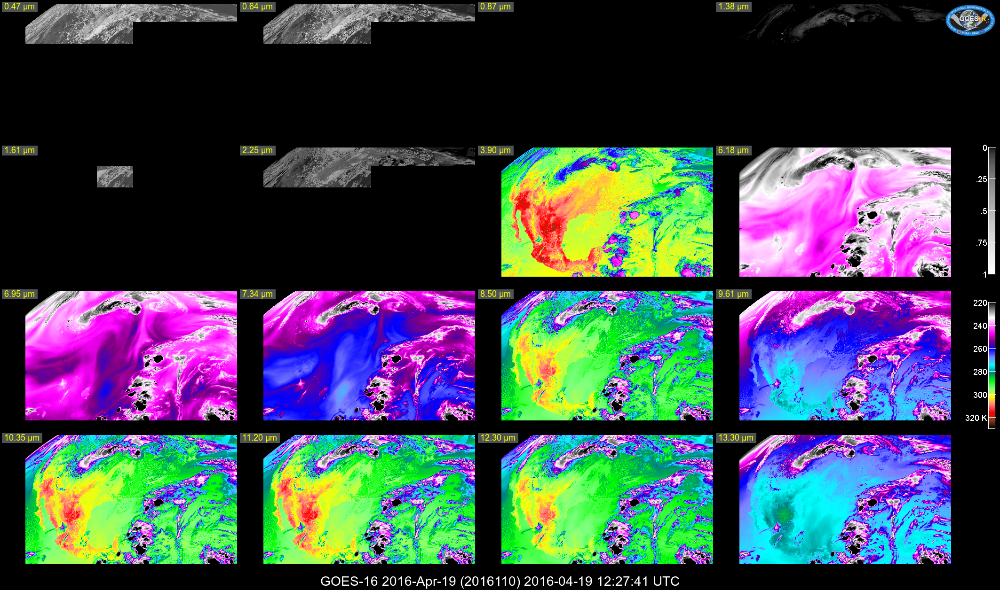 0.47 µm
0.64 µm
0.87 µm
1.38 µm
GOES R
NOAA - NASA
1.61 µm
2.25 µm
3.90 µm
6.18 µm
0
.25
.5
.75
1
6.95 µm
7.34 µm
8.50 µm
9.61 µm
220
240
260
280
300
320 K
10.35 µm
11.20 µm
12.30 µm
13.30 µm
GOES-16 2016-Apr-19 (2016110) 2016-04-19 12:27:41 UTC